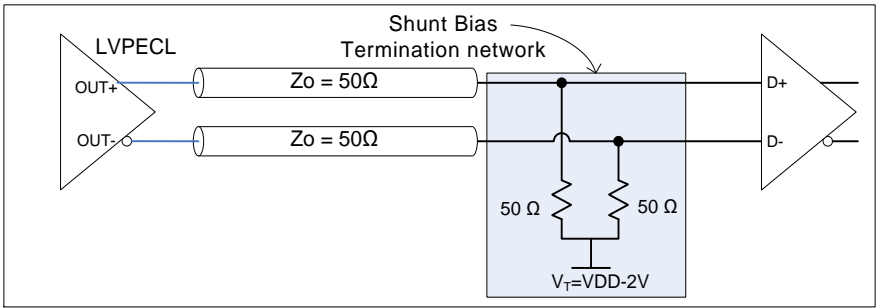 Shunt Bias
Termination network
LVPECL
OUT+
Zo = 50Ω
D+
OUT-
Zo = 50Ω
D-
50 Ω
50 Ω
VT=VDD-2V